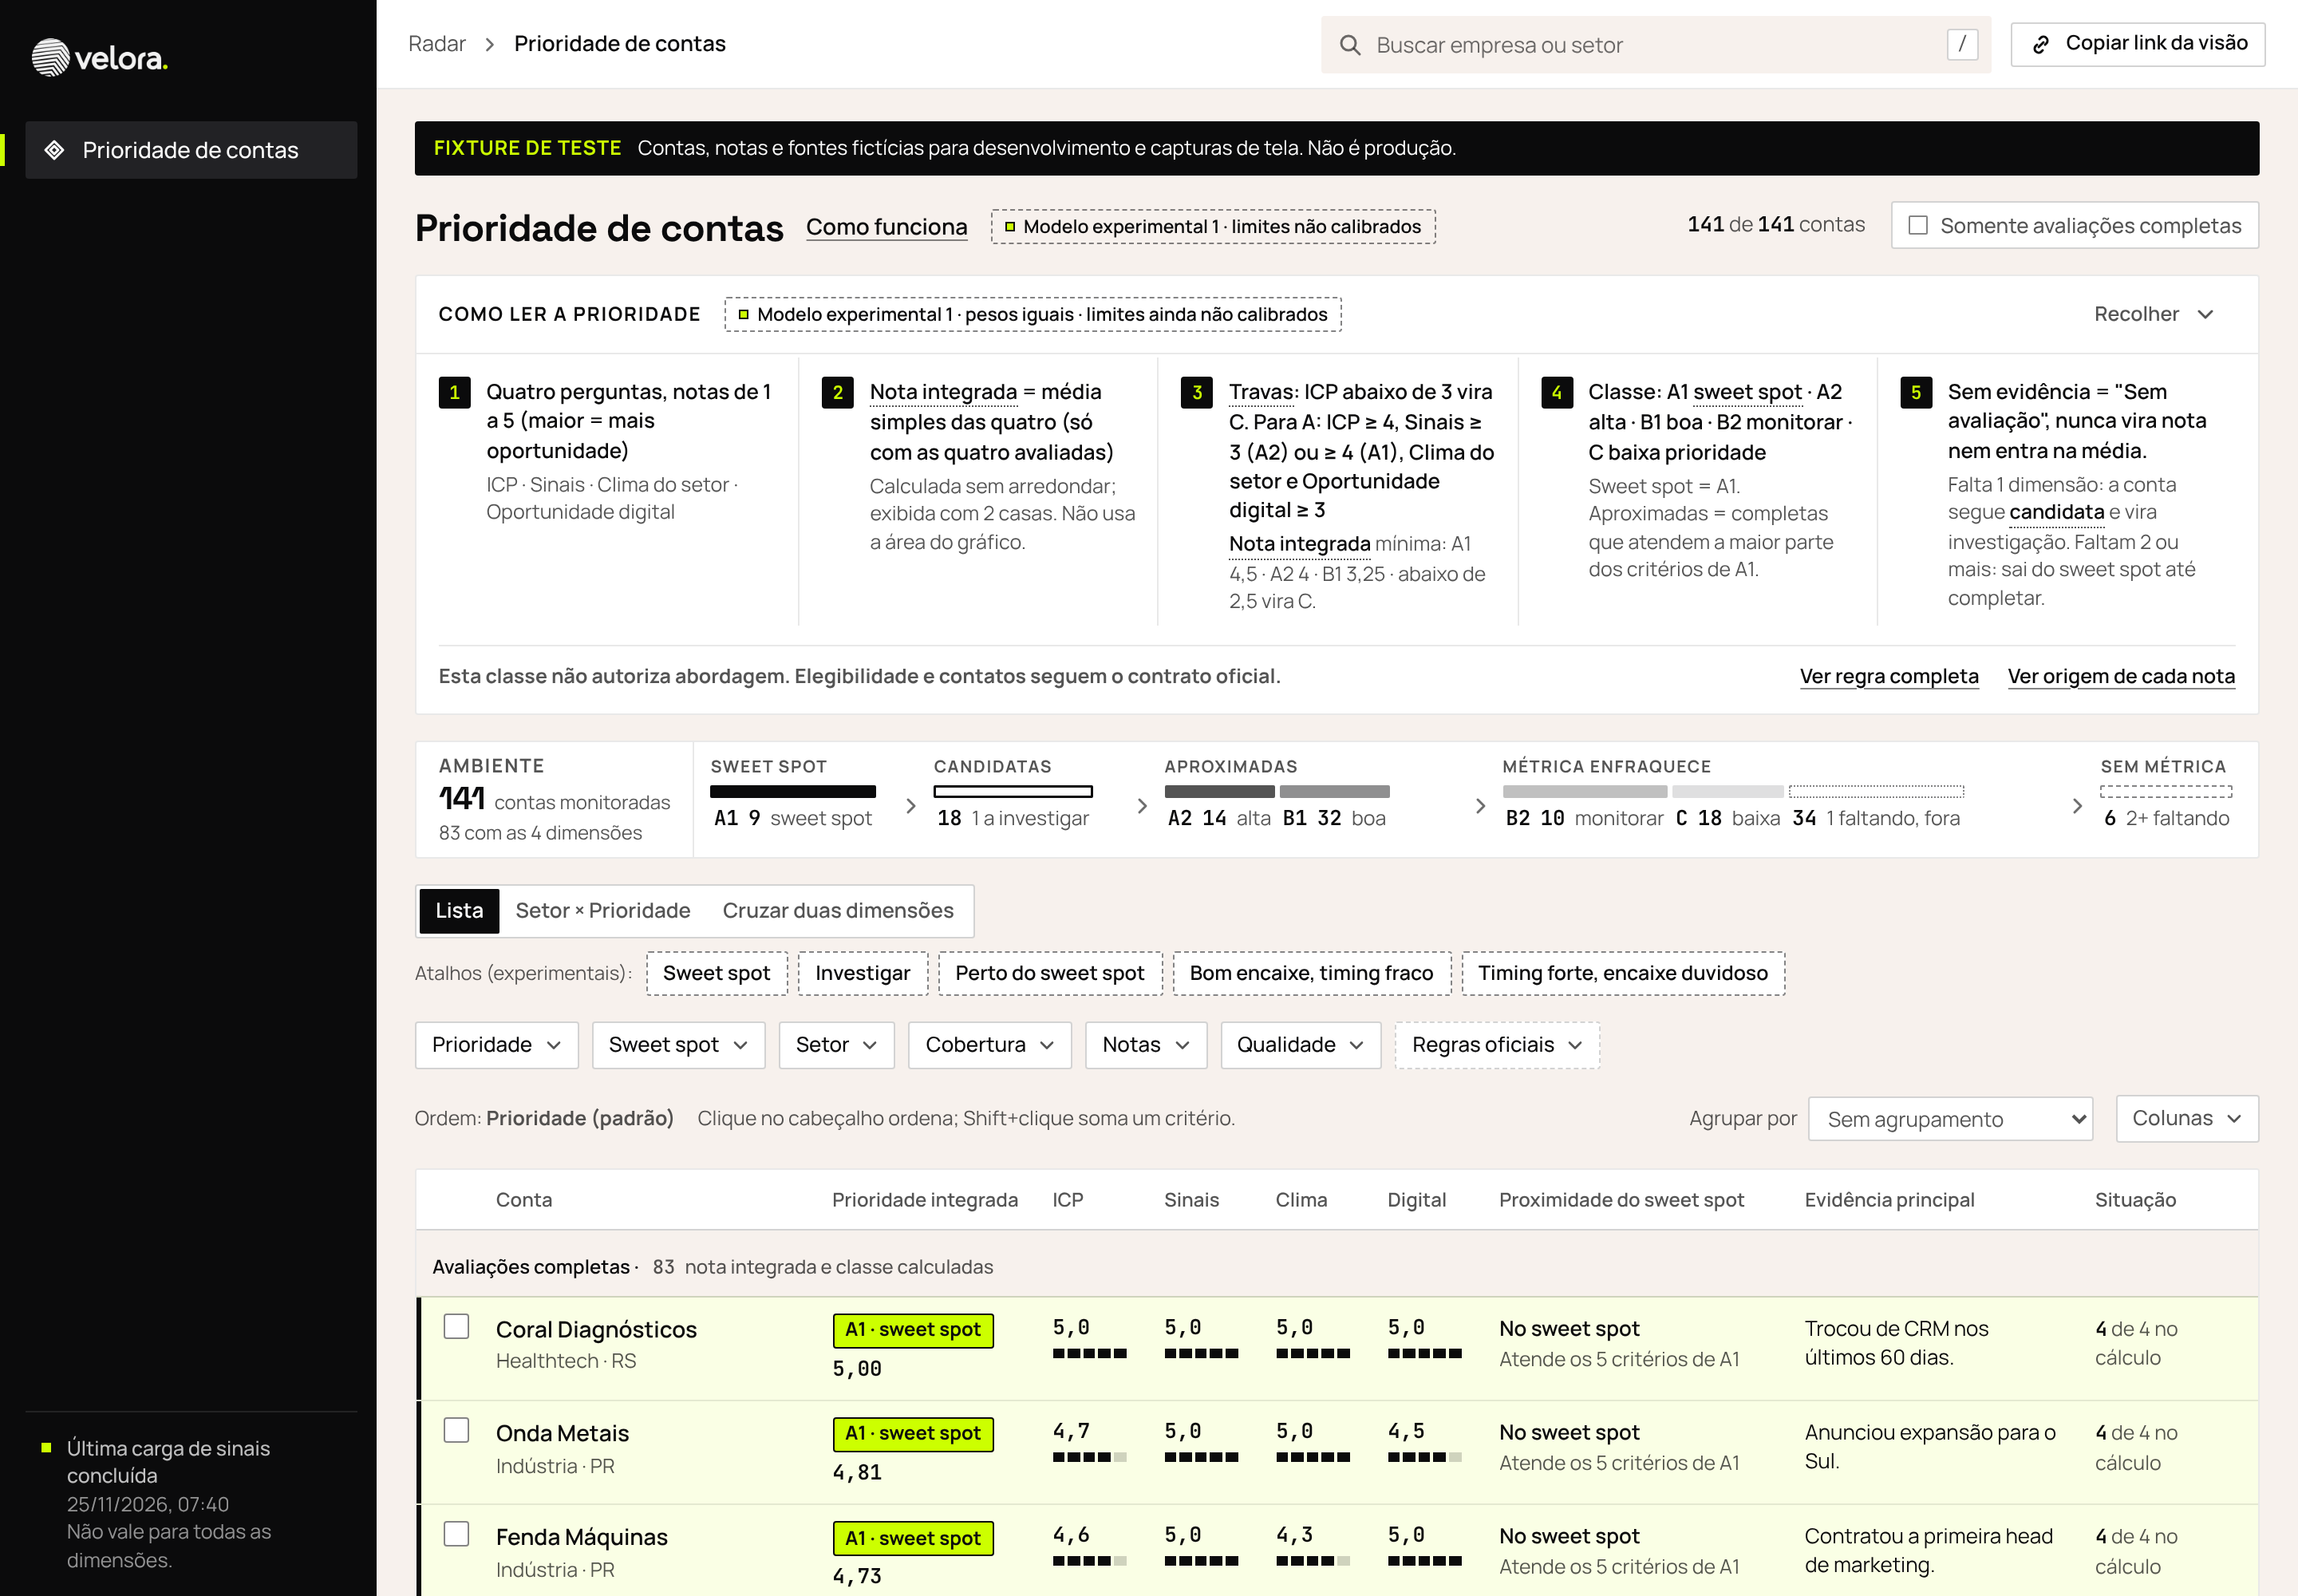 velora.
Prioridade de contas
Última carga de sinais
concluída
25/11/2026, 07:40
Não vale para todas as
dimensões.
Radar > Prioridade de contas
Buscar empresa ou setor
/
Copiar link da visão
FIXTURE DE TESTE Contas, notas e fontes fictícias para desenvolvimento e capturas de tela. Não é produção.
Prioridade de contas Como funciona Modelo experimental 1 · limites não calibrados 141 de 141 contas Somente avaliações completas
COMO LER A PRIORIDADE Modelo experimental 1 · pesos iguais · limites ainda não calibrados Recolher
1 Quatro perguntas, notas de 1
a 5 (maior = mais
oportunidade)
ICP · Sinais · Clima do setor ·
Oportunidade digital
2 Nota integrada = média
simples das quatro (só
com as quatro avaliadas)
Calculada sem arredondar;
exibida com 2 casas. Não usa
a área do gráfico.
3 Travas: ICP abaixo de 3 vira
C. Para A: ICP ≥ 4, Sinais ≥
3 (A2) ou ≥ 4 (A1), Clima do
setor e Oportunidade
digital ≥ 3
Nota integrada mínima: A1
4,5 · A2 4 · B1 3,25 · abaixo de
2,5 vira C.
4 Classe: A1 sweet spot · A2
alta · B1 boa · B2 monitorar ·
C baixa prioridade
Sweet spot = A1.
Aproximadas = completas
que atendem a maior parte
dos critérios de A1.
5 Sem evidência = "Sem
avaliação", nunca vira nota
nem entra na média.
Falta 1 dimensão: a conta
segue candidata e vira
investigação. Faltam 2 ou
mais: sai do sweet spot até
completar.
Esta classe não autoriza abordagem. Elegibilidade e contatos seguem o contrato oficial. Ver regra completa Ver origem de cada nota
AMBIENTE
141 contas monitoradas
83 com as 4 dimensões
SWEET SPOT
A1 9 sweet spot
CANDIDATAS
18 1 a investigar
APROXIMADAS
A2 14 alta B1 32 boa
MÉTRICA ENFRAQUECE
B2 10 monitorar C 18 baixa 34 1 faltando, fora
SEM MÉTRICA
6 2+ faltando
Lista Setor × Prioridade Cruzar duas dimensões
Atalhos (experimentais): Sweet spot Investigar Perto do sweet spot Bom encaixe, timing fraco Timing forte, encaixe duvidoso
Prioridade Sweet spot Setor Cobertura Notas Qualidade Regras oficiais
Ordem: Prioridade (padrão) Clique no cabeçalho ordena; Shift+clique soma um critério. Agrupar por Sem agrupamento Colunas
Conta Prioridade integrada ICP Sinais Clima Digital Proximidade do sweet spot Evidência principal Situação
Avaliações completas · 83 nota integrada e classe calculadas
Coral Diagnósticos A1 · sweet spot 5,0 5,0 5,0 5,0 No sweet spot Trocou de CRM nos 4 de 4 no
Healthtech · RS 5,00 Atende os 5 critérios de A1 últimos 60 dias. cálculo
Onda Metais A1 · sweet spot 4,7 5,0 5,0 4,5 No sweet spot Anunciou expansão para o 4 de 4 no
Indústria · PR 4,81 Atende os 5 critérios de A1 Sul. cálculo
Fenda Máquinas A1 · sweet spot 4,6 5,0 4,3 5,0 No sweet spot Contratou a primeira head 4 de 4 no
Indústria · PR 4,73 Atende os 5 critérios de A1 de marketing. cálculo